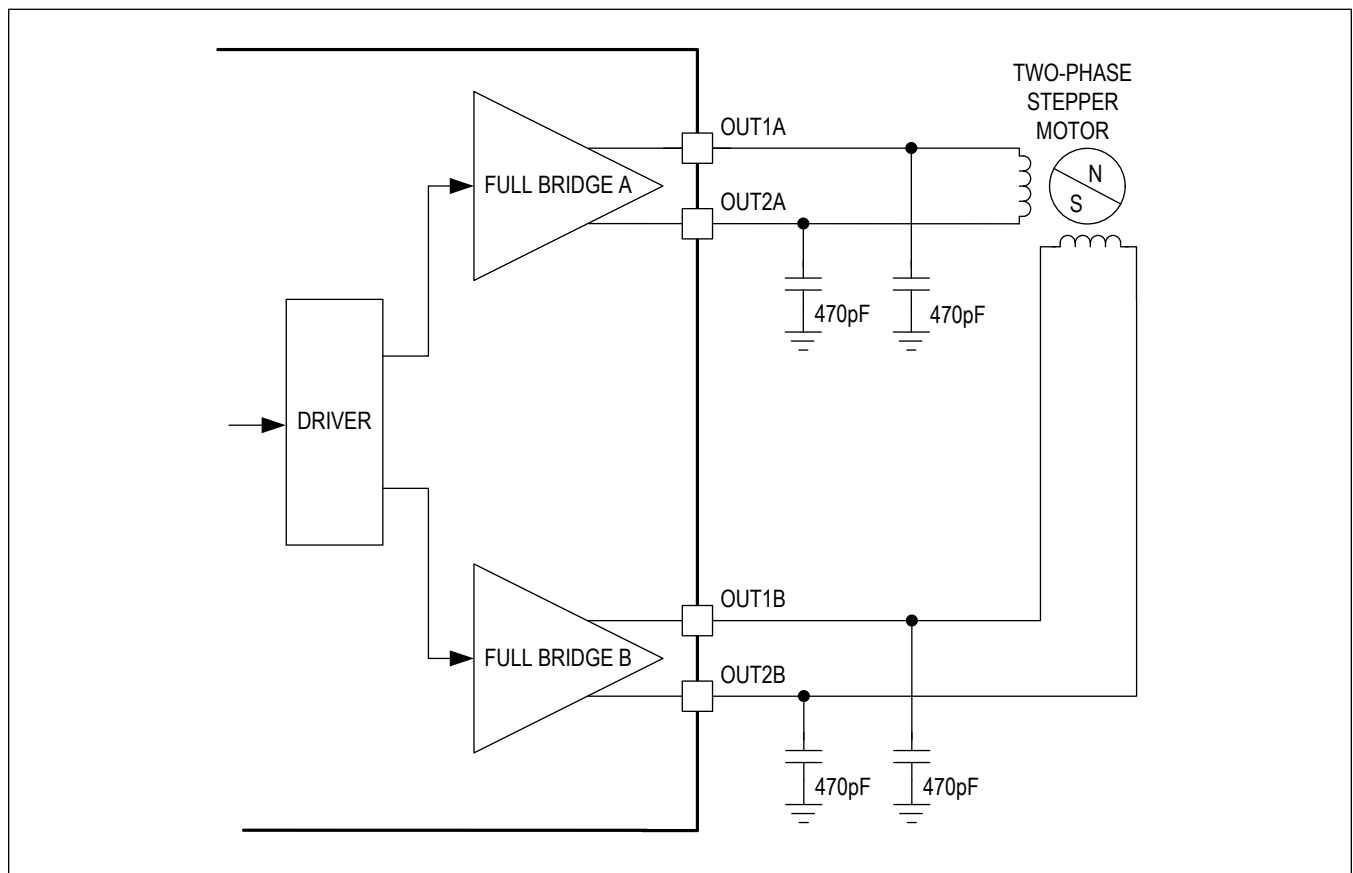 TWO-PHASE
STEPPER
MOTOR
OUT1A
N
FULL BRIDGE A
S
OUT2A
470pF
470pF
DRIVER
OUT1B
FULL BRIDGE B
OUT2B
470pF
470pF